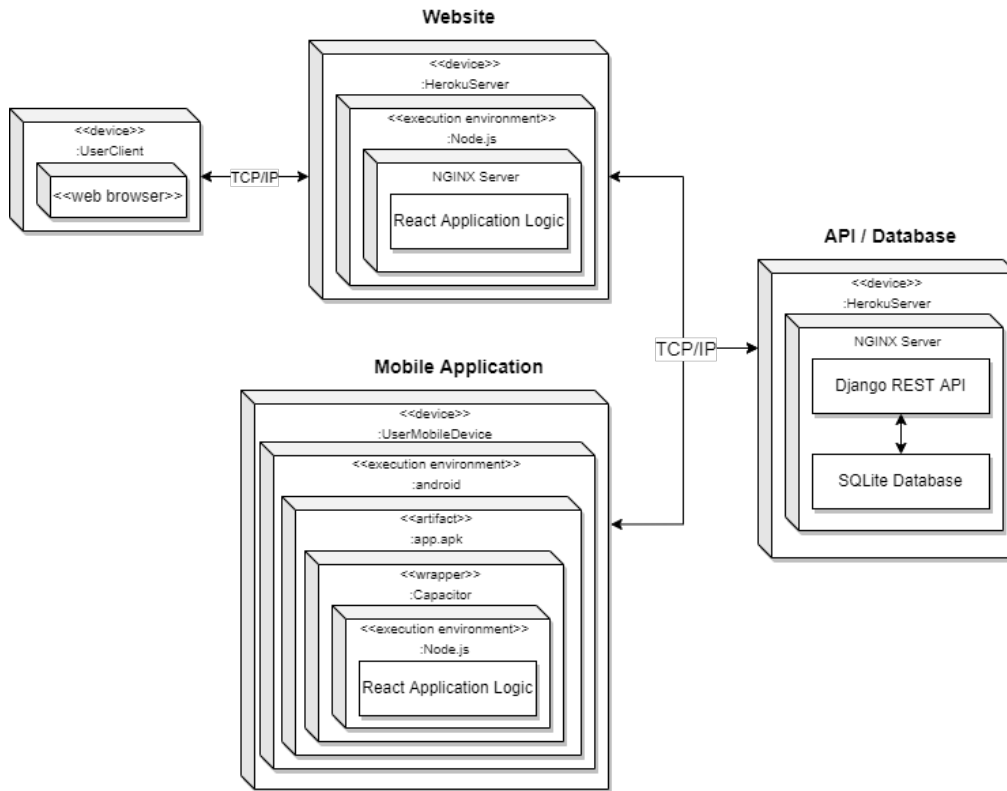 Website
<<device>>
:HerokuServer
<<execution environment>>
:Node.js
NGINX Server
React Application Logic
<<device>>
:UserClient
<<web browser>>
TCP/IP
API / Database
<<device>>
:HerokuServer
NGINX Server
Django REST API
SQLite Database
TCP/IP
Mobile Application
<<device>>
:UserMobileDevice
<<execution environment>>
:android
<<artifact>>
:app.apk
<<wrapper>>
:Capacitor
<<execution environment>>
:Node.js
React Application Logic